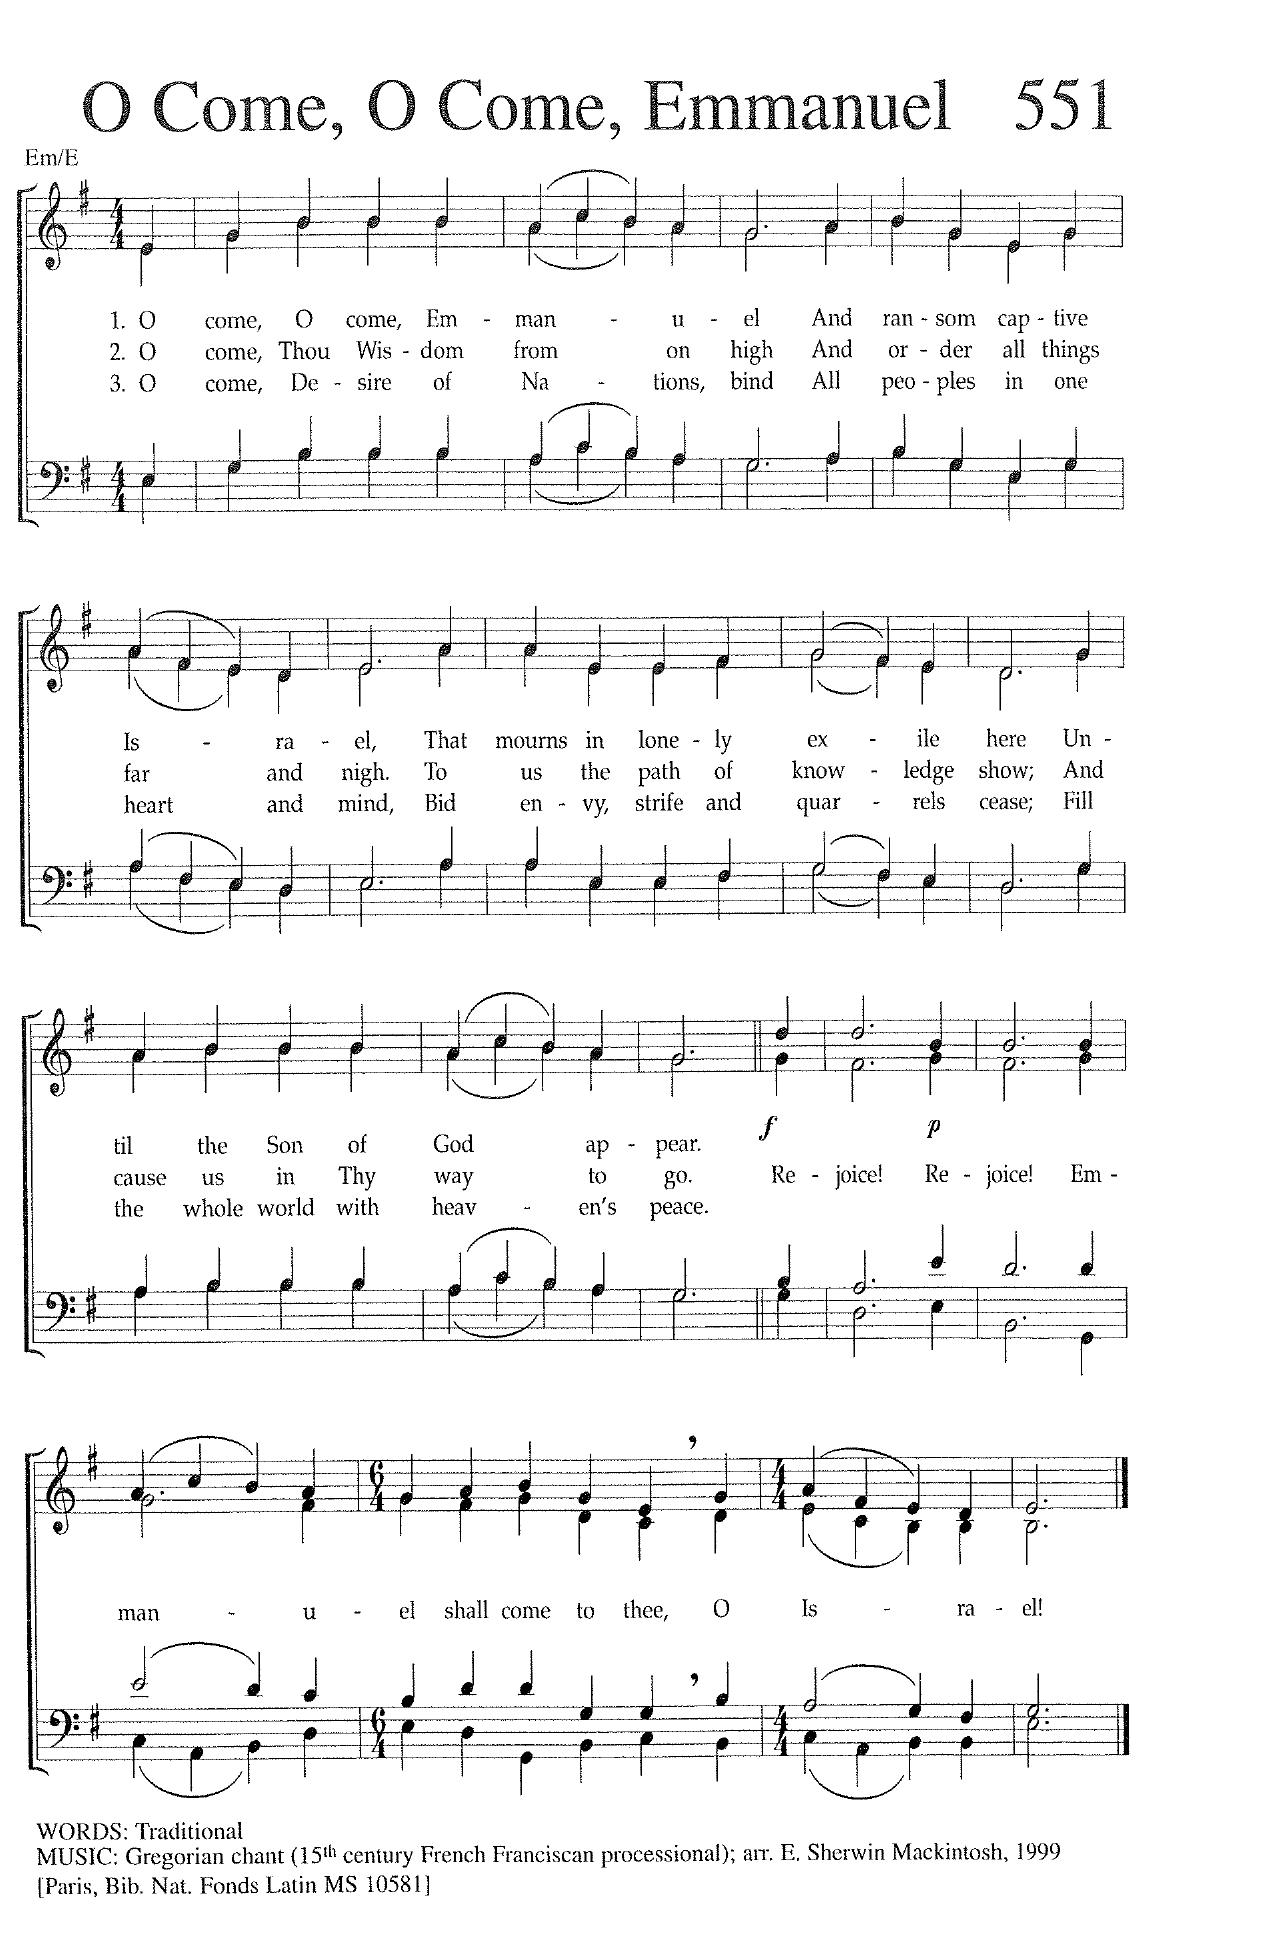 O Come, O Come, Emmanuel 551
Em/E
1. O come, O come, Em - man - u - el And ran - som cap - tive
2. O come, Thou Wis - dom from on high And or - der all things
3. O come, De - sire of Na - tions, bind All peo - ples in one
Is - ra - el, That mourns in lone - ly ex - ile here Un -
far and nigh. To us the path of know - ledge show; And
heart and mind, Bid en - vy, strife and quar - rels cease; Fill
f p
til the Son of God ap - pear.
cause us in Thy way to go. Re - joice! Re - joice! Em -
the whole world with heav - en's peace.
man - u - el shall come to thee, O Is - ra - el!
WORDS: Traditional
MUSIC: Gregorian chant (15th century French Franciscan processional); arr. E. Sherwin Mackintosh, 1999
[Paris, Bib. Nat. Fonds Latin MS 10581]